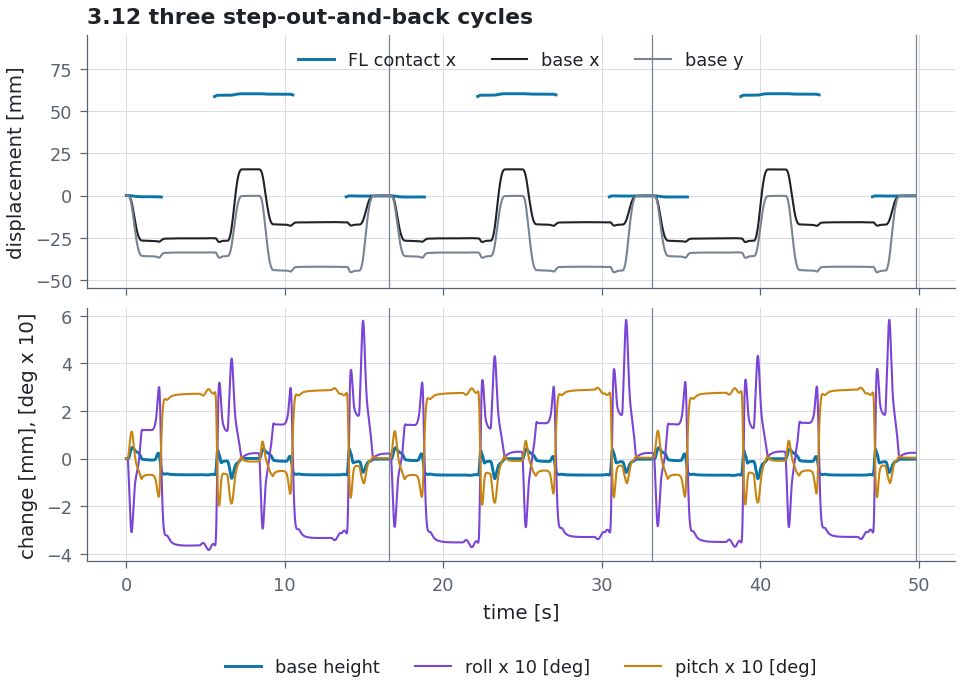 3.12 three step-out-and-back cycles
FL contact x
base x
base y
displacement [mm]
75
50
25
0
−25
−50
change [mm], [deg x 10]
6
4
2
0
−2
−4
0
10
20
30
40
50
time [s]
base height
roll x 10 [deg]
pitch x 10 [deg]